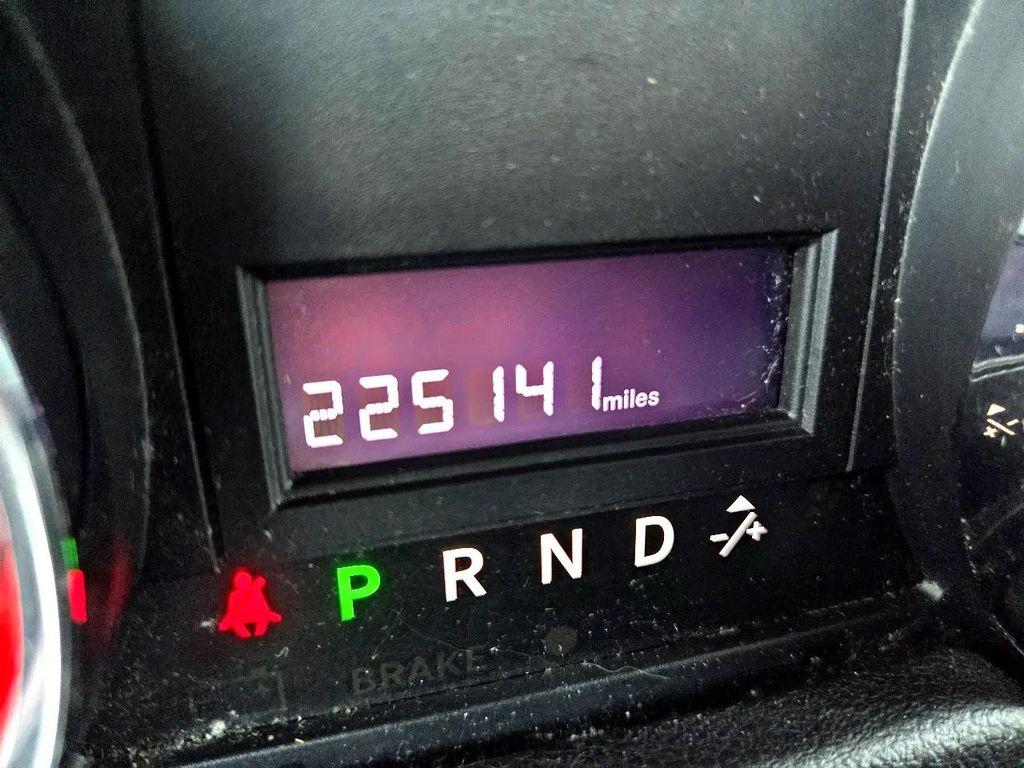 225141 miles
P R N D -/+
BRAKE